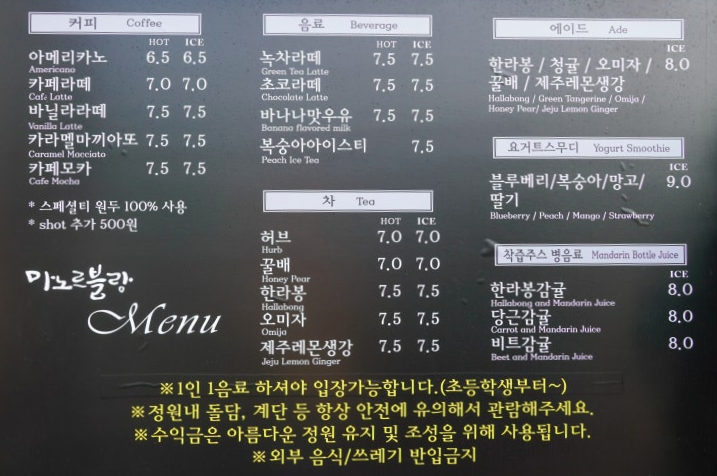 커피 Coffee
HOT ICE
아메리카노 6.5 6.5
Americano
카페라떼 7.0 7.0
Cafe Latte
바닐라라떼 7.5 7.5
Vanilla Latte
카라멜마끼아또 7.5 7.5
Caramel Macciato
카페모카 7.5 7.5
Cafe Mocha
* 스페셜티 원두 100% 사용
* shot 추가 500원
마노르블랑
Menu
음료 Beverage
HOT ICE
녹차라떼 7.5 7.5
Green Tea Latte
초코라떼 7.5 7.5
Chocolate Latte
바나나맛우유 7.5 7.5
Banana flavored milk
복숭아아이스티 7.5
Peach Ice Tea
차 Tea
HOT ICE
허브 7.0 7.0
Hurb
꿀배 7.0 7.0
Honey Pear
한라봉 7.5 7.5
Hallabong
오미자 7.5 7.5
Omija
제주레몬생강 7.5 7.5
Jeju Lemon Ginger
에이드 Ade
ICE
한라봉 / 청귤 / 오미자 / 8.0
꿀배 / 제주레몬생강
Hallabong / Green Tangerine / Omija /
Honey Pear/ Jeju Lemon Ginger
요거트스무디 Yogurt Smoothie
ICE
블루베리/복숭아/망고/ 9.0
딸기
Blueberry / Peach / Mango / Strawberry
착즙주스 병음료 Mandarin Bottle Juice
ICE
한라봉감귤 8.0
Hallabong and Mandarin Juice
당근감귤 8.0
Carrot and Mandarin Juice
비트감귤 8.0
Beet and Mandarin Juice
※1인 1음료 하셔야 입장가능합니다.(초등학생부터~)
※정원내 돌담, 계단 등 항상 안전에 유의해서 관람해주세요.
※수익금은 아름다운 정원 유지 및 조성을 위해 사용됩니다.
※외부 음식/쓰레기 반입금지